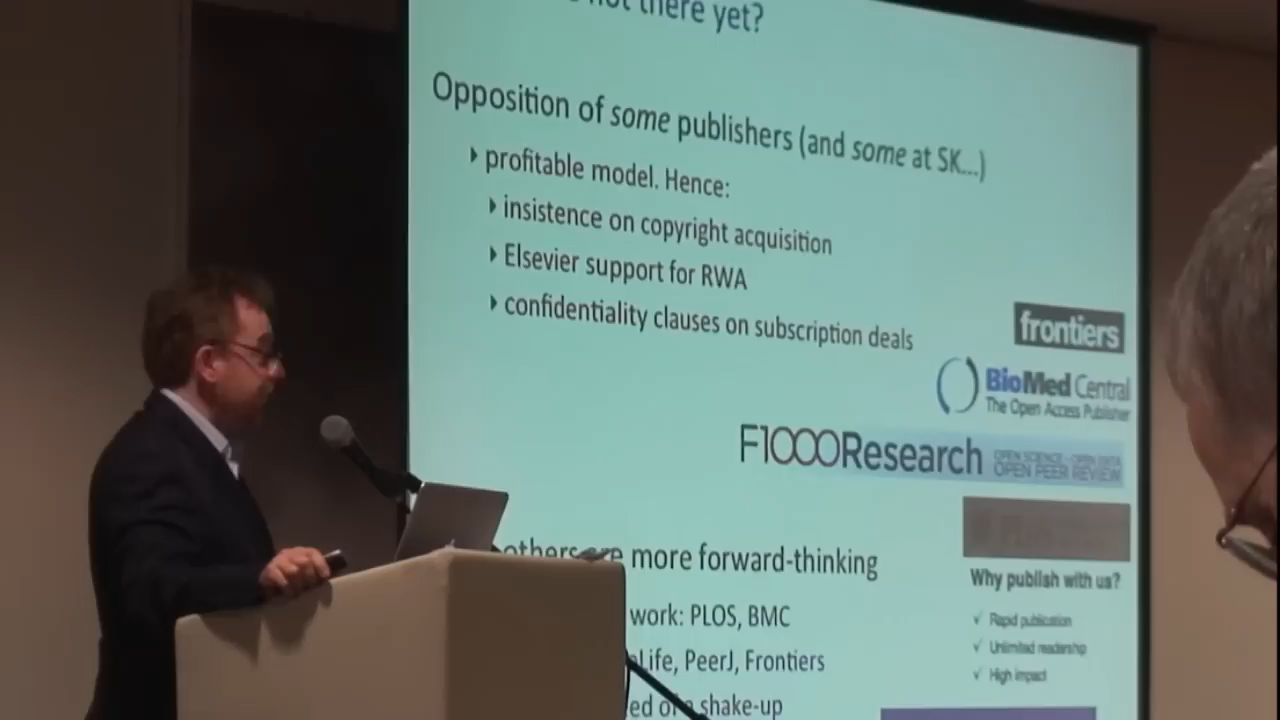 not there yet?
Opposition of some publishers (and some at SK...)
profitable model. Hence:
insistence on copyright acquisition
Elsevier support for RWA
confidentiality clauses on subscription deals
frontiers
BioMed Central
The Open Access Publisher
F1000Research OPEN SCIENCE – OPEN DATA
OPEN PEER REVIEW
others are more forward-thinking
Why publish with us?
work: PLOS, BMC
✓ Rapid publication
✓ Unlimited readership
eLife, PeerJ, Frontiers
✓ High impact
shake-up